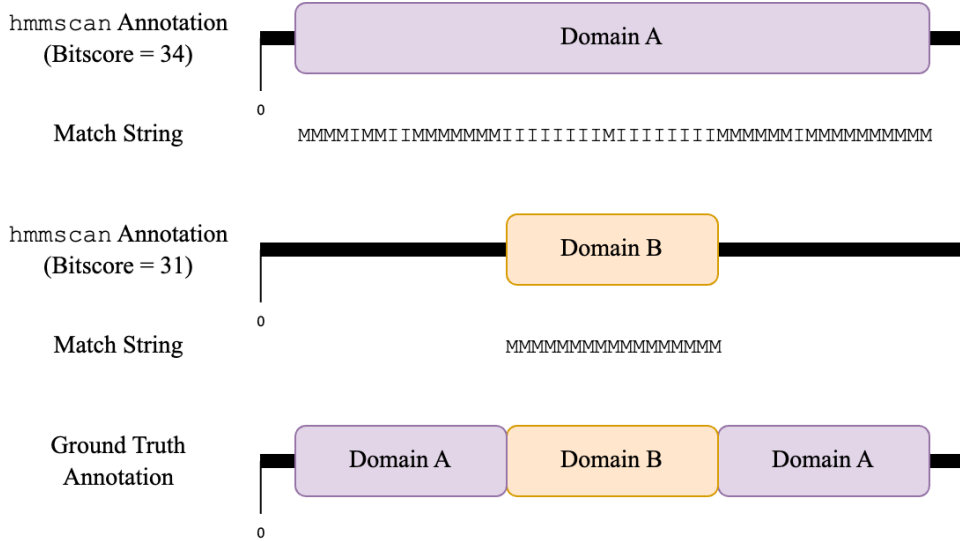 hmmscan Annotation
(Bitscore = 34)
Domain A
0
Match String
MMMMIMMIIMMMMMMMIIIIIIIIMIIIIIIIIMMMMMMIMMMMMMMMMM
hmmscan Annotation
(Bitscore = 31)
Domain B
0
Match String
MMMMMMMMMMMMMMMMM
Ground Truth
Annotation
Domain A
Domain B
Domain A
0